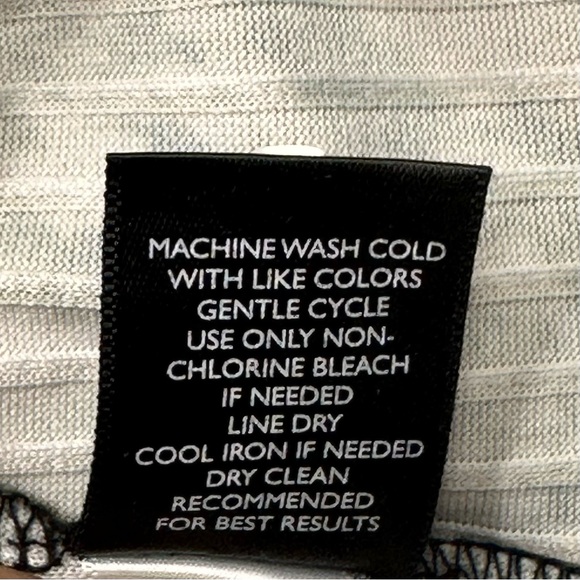 MACHINE WASH COLD
WITH LIKE COLORS
GENTLE CYCLE
USE ONLY NON-
CHLORINE BLEACH
IF NEEDED
LINE DRY
COOL IRON IF NEEDED
DRY CLEAN
RECOMMENDED
FOR BEST RESULTS